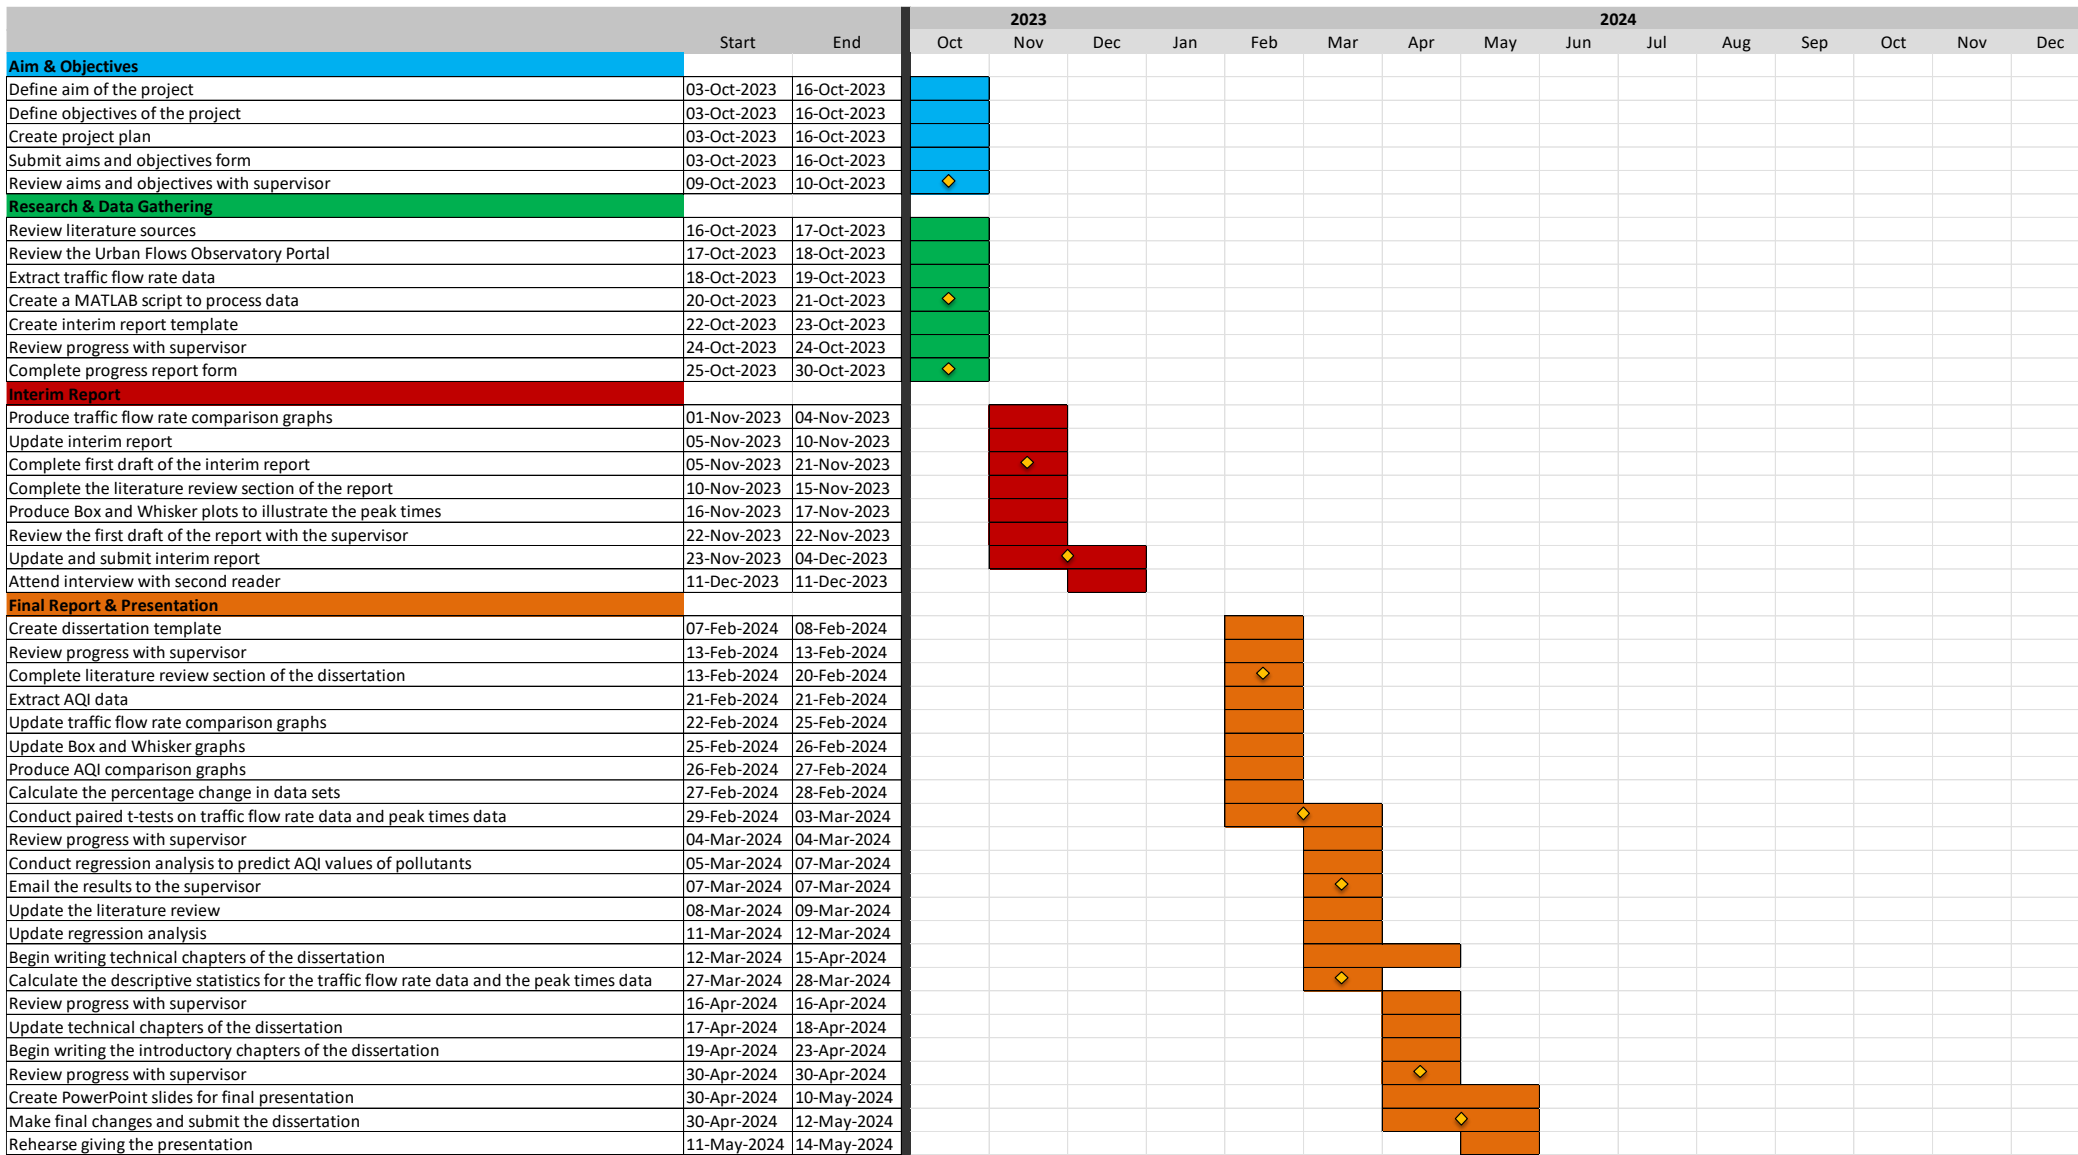 2023 2024
Start End Oct Nov Dec Jan Feb Mar Apr May Jun Jul Aug Sep Oct Nov Dec
Aim & Objectives
Define aim of the project 03-Oct-2023 16-Oct-2023
Define objectives of the project 03-Oct-2023 16-Oct-2023
Create project plan 03-Oct-2023 16-Oct-2023
Submit aims and objectives form 03-Oct-2023 16-Oct-2023
Review aims and objectives with supervisor 09-Oct-2023 10-Oct-2023
Research & Data Gathering
Review literature sources 16-Oct-2023 17-Oct-2023
Review the Urban Flows Observatory Portal 17-Oct-2023 18-Oct-2023
Extract traffic flow rate data 18-Oct-2023 19-Oct-2023
Create a MATLAB script to process data 20-Oct-2023 21-Oct-2023
Create interim report template 22-Oct-2023 23-Oct-2023
Review progress with supervisor 24-Oct-2023 24-Oct-2023
Complete progress report form 25-Oct-2023 30-Oct-2023
Interim Report
Produce traffic flow rate comparison graphs 01-Nov-2023 04-Nov-2023
Update interim report 05-Nov-2023 10-Nov-2023
Complete first draft of the interim report 05-Nov-2023 21-Nov-2023
Complete the literature review section of the report 10-Nov-2023 15-Nov-2023
Produce Box and Whisker plots to illustrate the peak times 16-Nov-2023 17-Nov-2023
Review the first draft of the report with the supervisor 22-Nov-2023 22-Nov-2023
Update and submit interim report 23-Nov-2023 04-Dec-2023
Attend interview with second reader 11-Dec-2023 11-Dec-2023
Final Report & Presentation
Create dissertation template 07-Feb-2024 08-Feb-2024
Review progress with supervisor 13-Feb-2024 13-Feb-2024
Complete literature review section of the dissertation 13-Feb-2024 20-Feb-2024
Extract AQI data 21-Feb-2024 21-Feb-2024
Update traffic flow rate comparison graphs 22-Feb-2024 25-Feb-2024
Update Box and Whisker graphs 25-Feb-2024 26-Feb-2024
Produce AQI comparison graphs 26-Feb-2024 27-Feb-2024
Calculate the percentage change in data sets 27-Feb-2024 28-Feb-2024
Conduct paired t-tests on traffic flow rate data and peak times data 29-Feb-2024 03-Mar-2024
Review progress with supervisor 04-Mar-2024 04-Mar-2024
Conduct regression analysis to predict AQI values of pollutants 05-Mar-2024 07-Mar-2024
Email the results to the supervisor 07-Mar-2024 07-Mar-2024
Update the literature review 08-Mar-2024 09-Mar-2024
Update regression analysis 11-Mar-2024 12-Mar-2024
Begin writing technical chapters of the dissertation 12-Mar-2024 15-Apr-2024
Calculate the descriptive statistics for the traffic flow rate data and the peak times data 27-Mar-2024 28-Mar-2024
Review progress with supervisor 16-Apr-2024 16-Apr-2024
Update technical chapters of the dissertation 17-Apr-2024 18-Apr-2024
Begin writing the introductory chapters of the dissertation 19-Apr-2024 23-Apr-2024
Review progress with supervisor 30-Apr-2024 30-Apr-2024
Create PowerPoint slides for final presentation 30-Apr-2024 10-May-2024
Make final changes and submit the dissertation 30-Apr-2024 12-May-2024
Rehearse giving the presentation 11-May-2024 14-May-2024